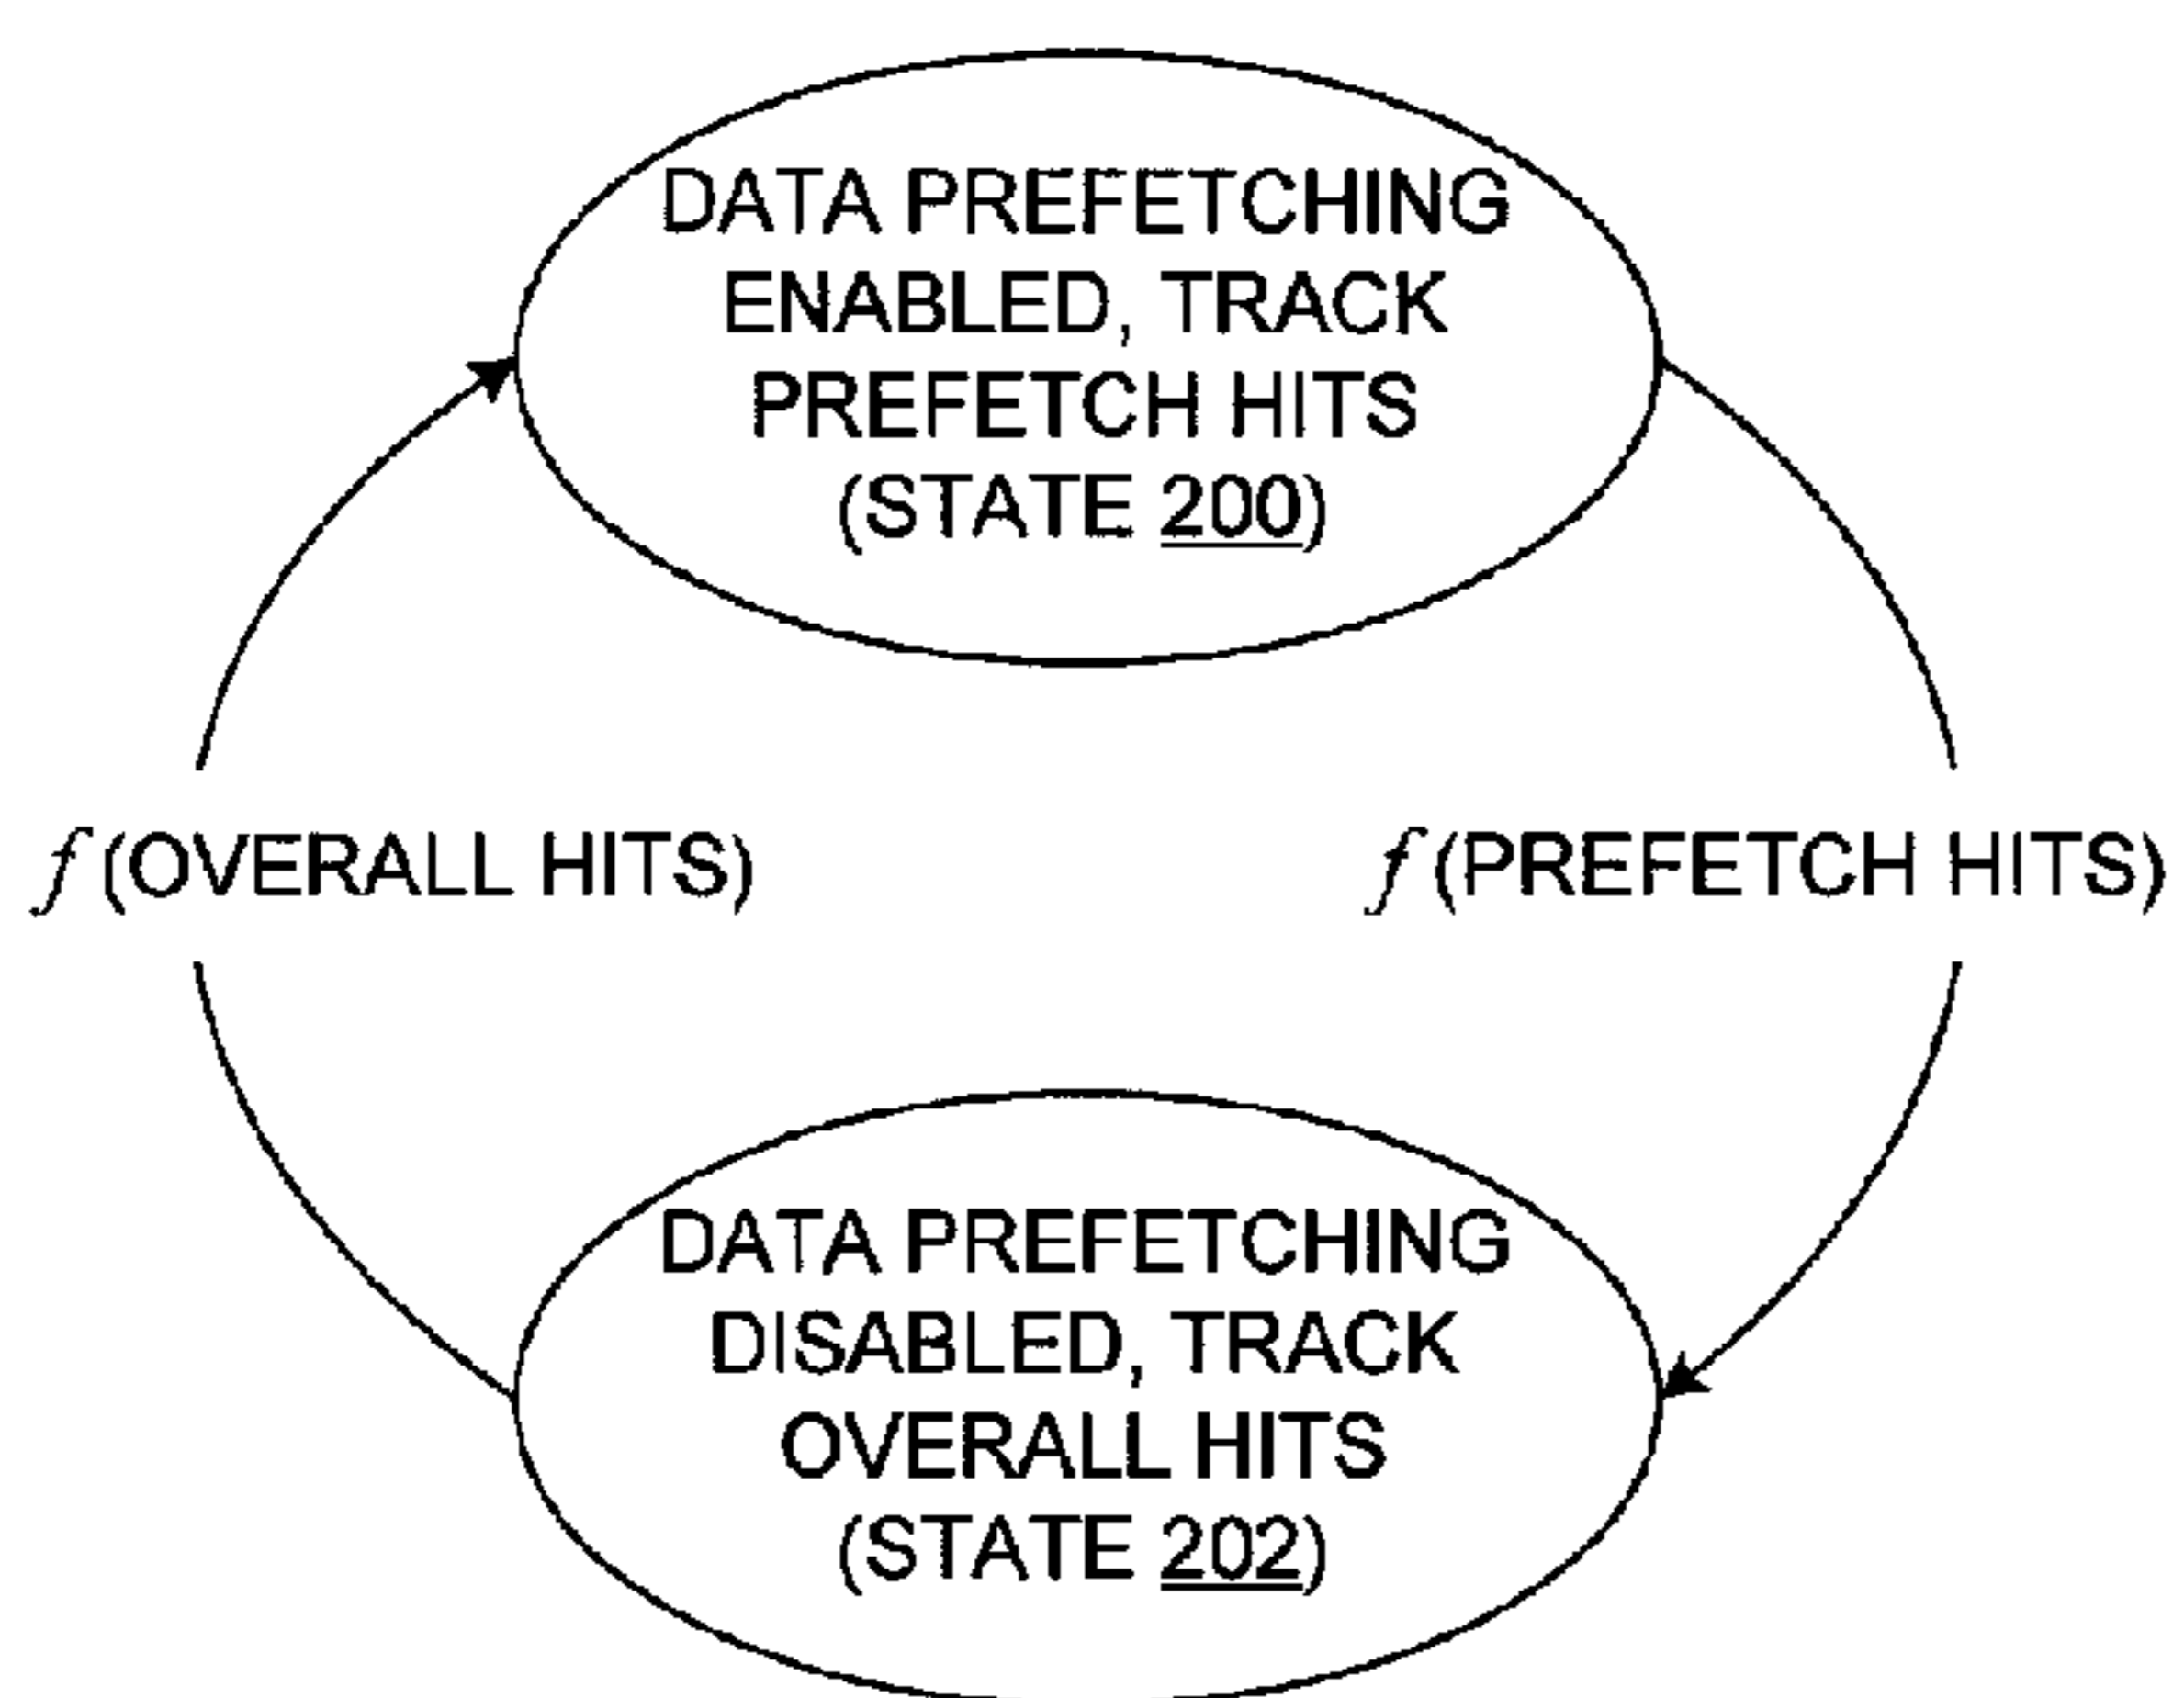 DATA PREFETCHING
ENABLED, TRACK
PREFETCH HITS
(STATE 200)
f (OVERALL HITS)
f (PREFETCH HITS)
DATA PREFETCHING
DISABLED, TRACK
OVERALL HITS
(STATE 202)